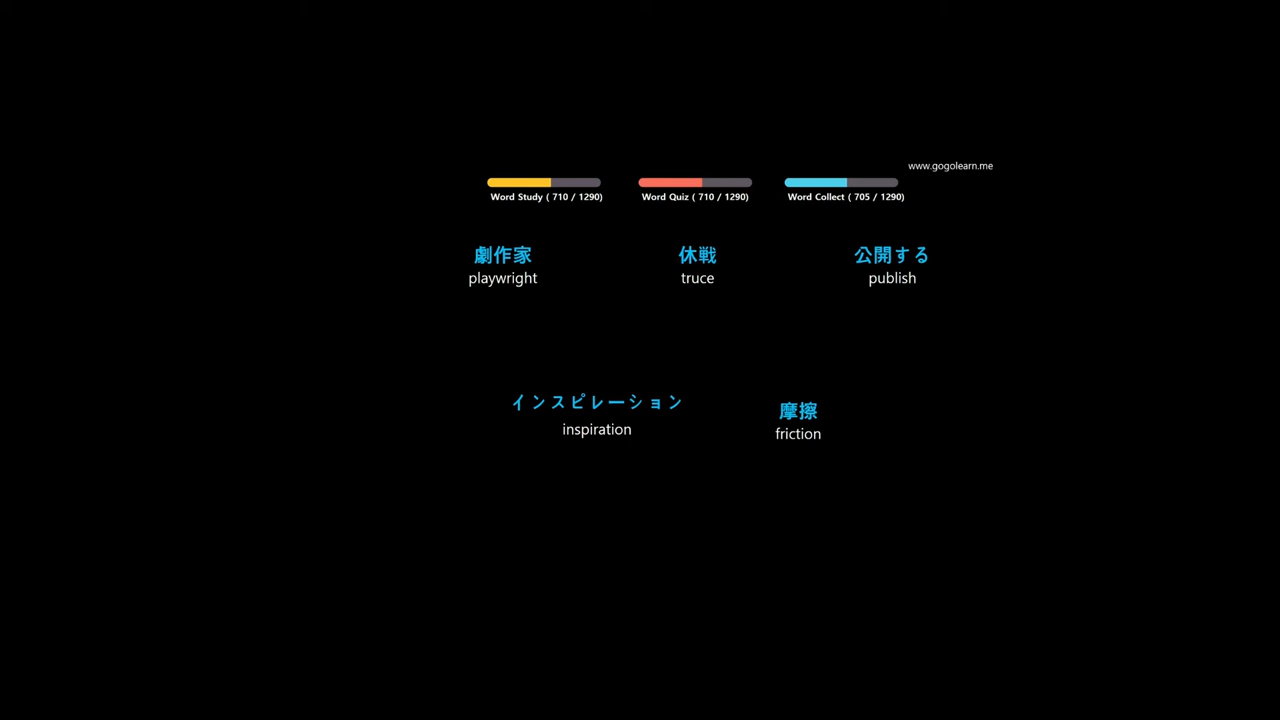 www.gogolearn.me
Word Study ( 710 / 1290)
Word Quiz ( 710 / 1290)
Word Collect ( 705 / 1290)
劇作家
playwright
休戦
truce
公開する
publish
インスピレーション
inspiration
摩擦
friction